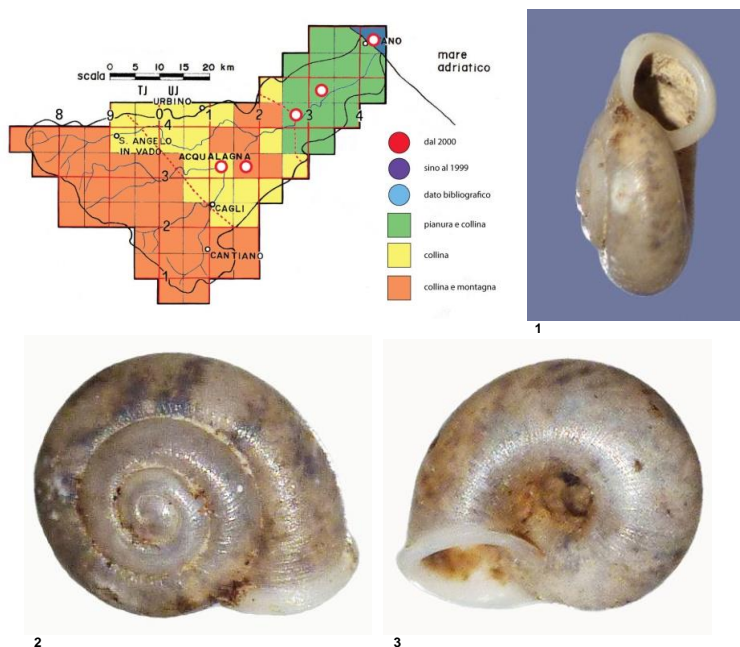 scala 0 5 10 15 20 km
TJ UJ
URBINO
ANO
mare
adriatico
8 9 0 1 2 3 4
4
S. ANGELO
IN VADO
ACQUALAGNA
3
CAGLI
2
CANTIANO
1
dal 2000
sino al 1999
dato bibliografico
pianura e collina
collina
collina e montagna
1
2
3